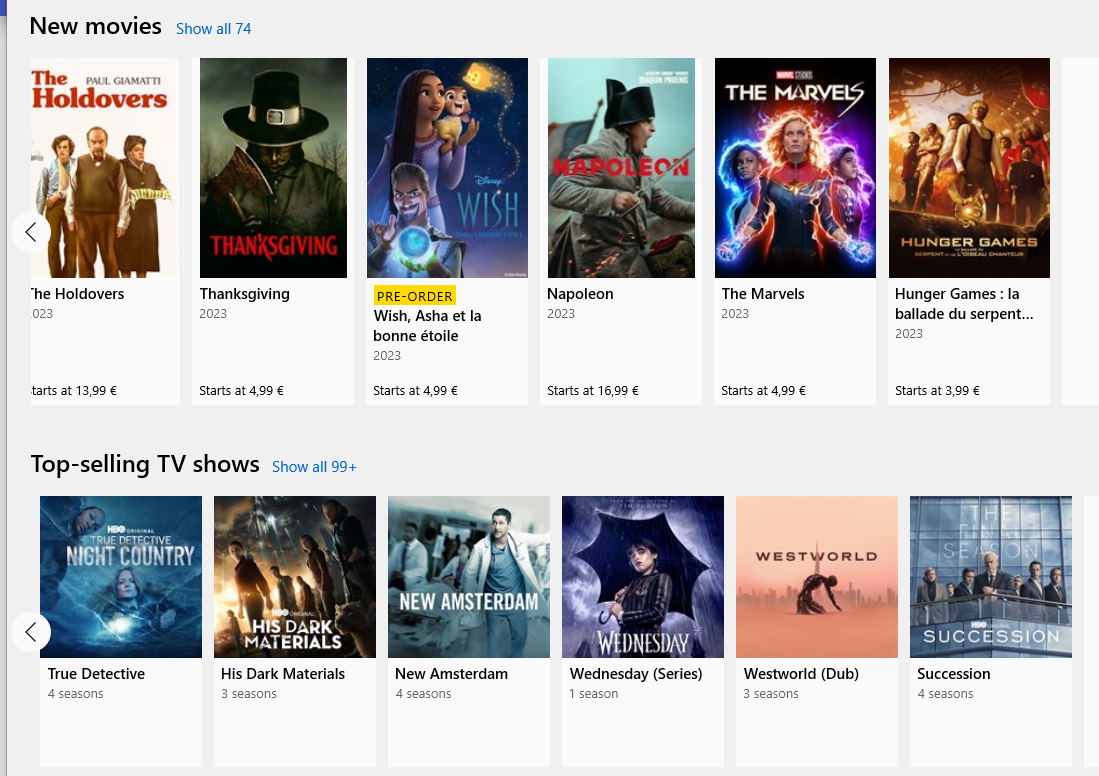 New movies Show all 74
The
PAUL GIAMATTI
Holdovers
THANKSGIVING
Disney
WISH
JOAQUIN PHOENIX
NAPOLEON
MARVEL STUDIOS
THE MARVELS
HUNGER GAMES
LA BALLADE DU
SERPENT ET DE L'OISEAU CHANTEUR
The Holdovers
2023
Starts at 13,99 €
Thanksgiving
2023
Starts at 4,99 €
PRE-ORDER
Wish, Asha et la
bonne étoile
2023
Starts at 4,99 €
Napoleon
2023
Starts at 16,99 €
The Marvels
2023
Starts at 4,99 €
Hunger Games : la
ballade du serpent...
2023
Starts at 3,99 €
Top-selling TV shows Show all 99+
HBO ORIGINAL
TRUE DETECTIVE
NIGHT COUNTRY
HBO ORIGINAL
HIS DARK
MATERIALS
NEW AMSTERDAM
TIM BURTON
WEDNESDAY
WESTWORLD
THE
FINAL
SEASON
HBO ORIGINAL
SUCCESSION
True Detective
4 seasons
His Dark Materials
3 seasons
New Amsterdam
4 seasons
Wednesday (Series)
1 season
Westworld (Dub)
3 seasons
Succession
4 seasons